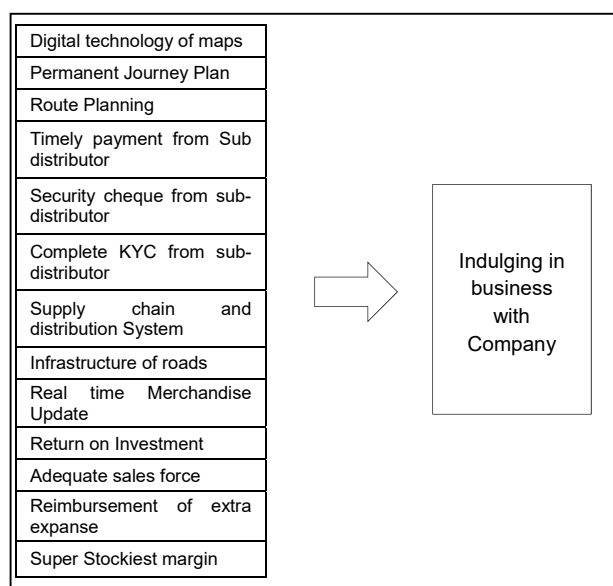 Digital technology of maps
Permanent Journey Plan
Route Planning
Timely payment from Sub
distributor
Security cheque from sub-
distributor
Complete KYC from sub-
distributor
Supply chain and
distribution System
Infrastructure of roads
Real time Merchandise
Update
Return on Investment
Adequate sales force
Reimbursement of extra
expanse
Super Stockiest margin
Indulging in
business
with
Company